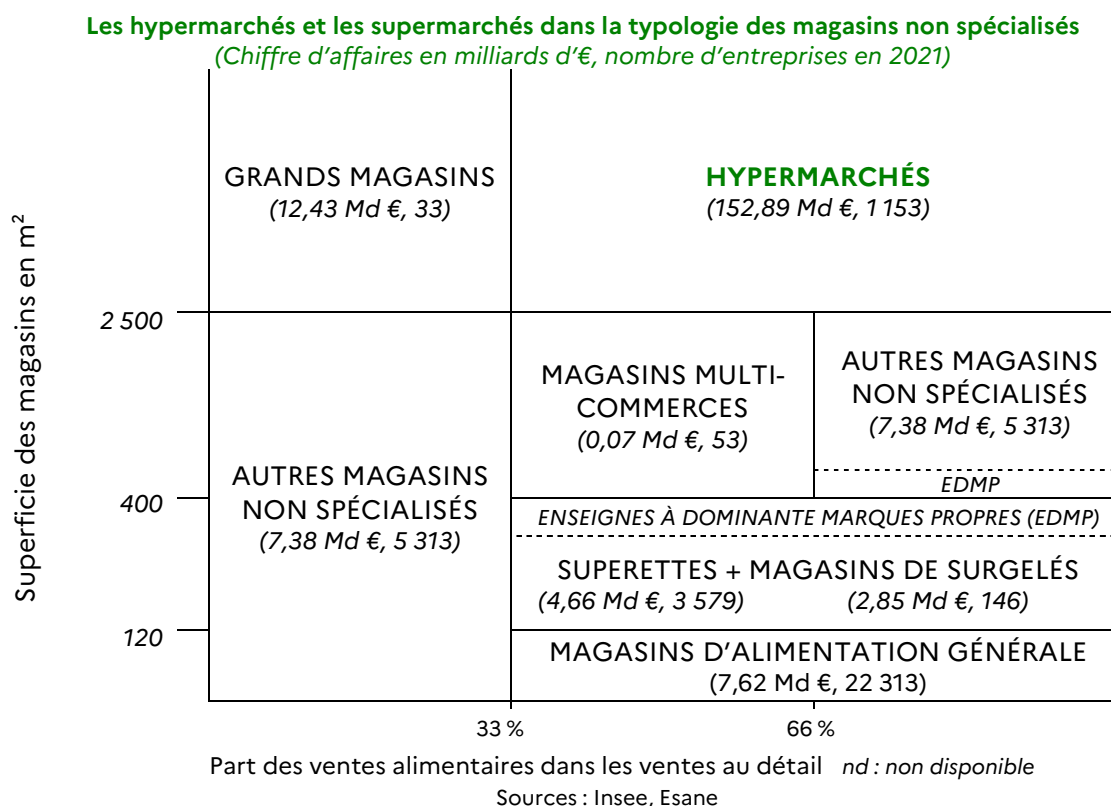 Les hypermarchés et les supermarchés dans la typologie des magasins non spécialisés
(Chiffre d'affaires en milliards d'€, nombre d'entreprises en 2021)
Superficie des magasins en m²
GRANDS MAGASINS
(12,43 Md €, 33)
HYPERMARCHÉS
(152,89 Md €, 1 153)
2 500
MAGASINS MULTI-
COMMERCES
(0,07 Md €, 53)
AUTRES MAGASINS
NON SPÉCIALISÉS
(7,38 Md €, 5 313)
EDMP
AUTRES MAGASINS
NON SPÉCIALISÉS
(7,38 Md €, 5 313)
400
ENSEIGNES À DOMINANTE MARQUES PROPRES (EDMP)
SUPERETTES + MAGASINS DE SURGELÉS
(4,66 Md €, 3 579) (2,85 Md €, 146)
120
MAGASINS D'ALIMENTATION GÉNÉRALE
(7,62 Md €, 22 313)
33 % 66 %
Part des ventes alimentaires dans les ventes au détail nd : non disponible
Sources : Insee, Esane